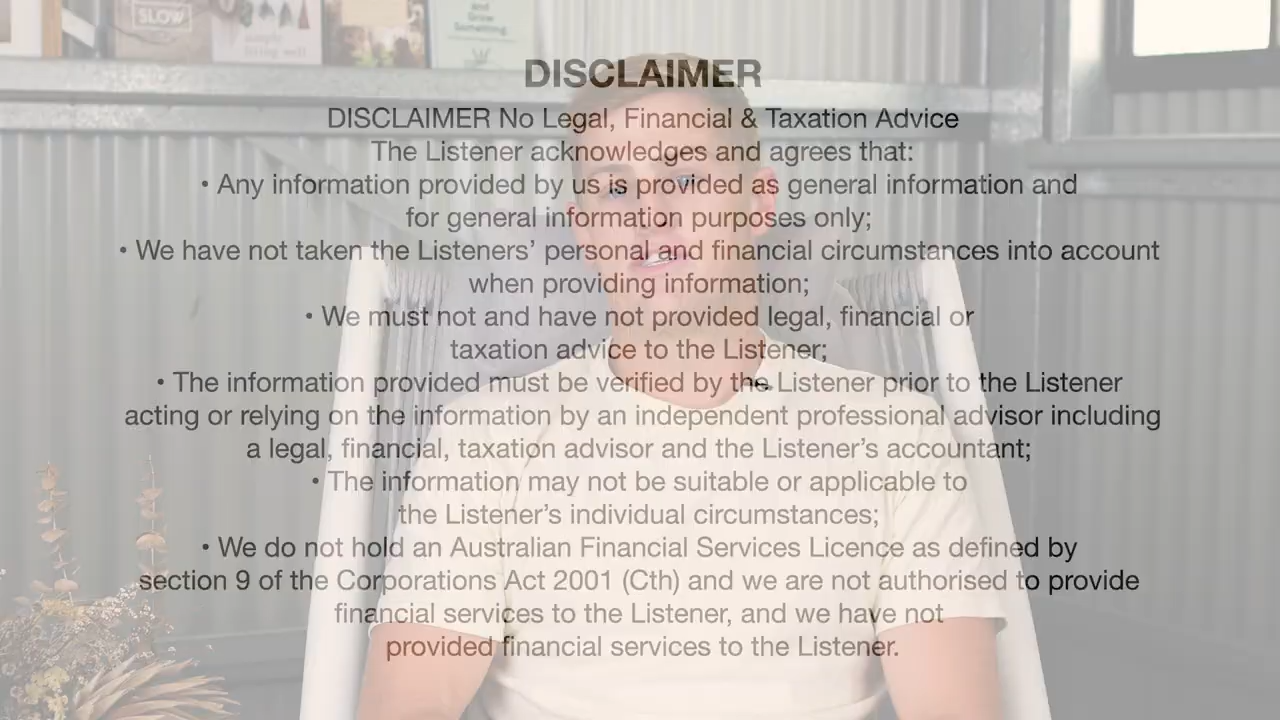 SLOW
simple
living well
and
Grow
Something
DISCLAIMER
DISCLAIMER No Legal, Financial & Taxation Advice
The Listener acknowledges and agrees that:
• Any information provided by us is provided as general information and
for general information purposes only;
• We have not taken the Listeners’ personal and financial circumstances into account
when providing information;
• We must not and have not provided legal, financial or
taxation advice to the Listener;
• The information provided must be verified by the Listener prior to the Listener
acting or relying on the information by an independent professional advisor including
a legal, financial, taxation advisor and the Listener’s accountant;
• The information may not be suitable or applicable to
the Listener’s individual circumstances;
• We do not hold an Australian Financial Services Licence as defined by
section 9 of the Corporations Act 2001 (Cth) and we are not authorised to provide
financial services to the Listener, and we have not
provided financial services to the Listener.